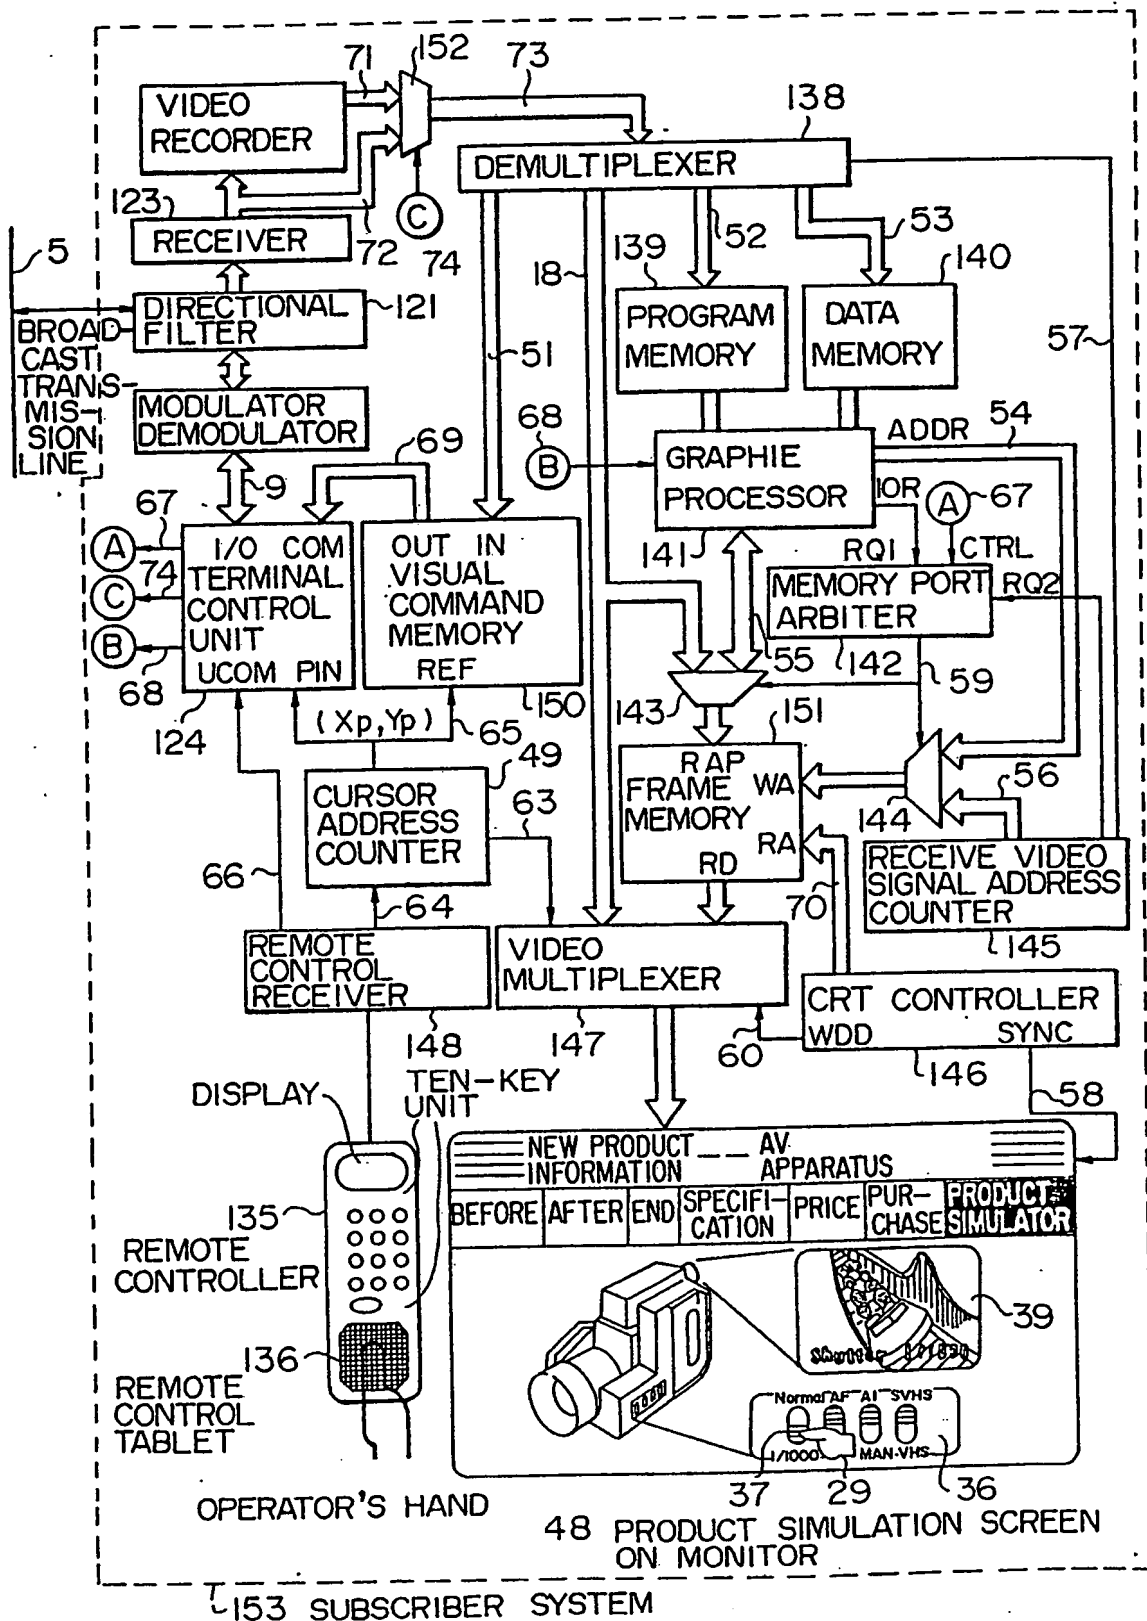 54
152
71
73
VIDEO
RECORDER
138
DEMULTIPLEXER
123
C
RECEIVER
72
74
52
53
5
18
139
140
DIRECTIONAL
FILTER
121
PROGRAM
MEMORY
DATA
MEMORY
57
BROAD
CAST
TRANS-
MIS-
SION
LINE
51
MODULATOR
DEMODULATOR
68
B
ADDR
54
69
GRAPHIE
PROCESSOR
IOR
A
67
9
67
A
74
C
B
68
I/O COM
TERMINAL
CONTROL
UNIT
UCOM PIN
OUT IN
VISUAL
COMMAND
MEMORY
REF
141
RQ1
CTRL
MEMORY PORT
ARBITER
RQ2
55
142
59
124
(Xp,Yp)
65
150
143
151
49
RAP
FRAME
MEMORY
WA
RA
RD
56
144
CURSOR
ADDRESS
COUNTER
63
66
64
70
RECEIVE VIDEO
SIGNAL ADDRESS
COUNTER
145
REMOTE
CONTROL
RECEIVER
VIDEO
MULTIPLEXER
CRT CONTROLLER
WDD SYNC
148
147
60
146
58
DISPLAY
TEN-KEY
UNIT
NEW PRODUCT__AV
INFORMATION APPARATUS
BEFORE
AFTER
END
SPECIFI-
CATION
PRICE
PUR-
CHASE
PRODUCT
SIMULATOR
135
REMOTE
CONTROLLER
39
Shutter
136
REMOTE
CONTROL
TABLET
Normal AF AI SVHS
1/1000 MAN-VHS
37
29
36
OPERATOR'S HAND
48 PRODUCT SIMULATION SCREEN
ON MONITOR
153 SUBSCRIBER SYSTEM